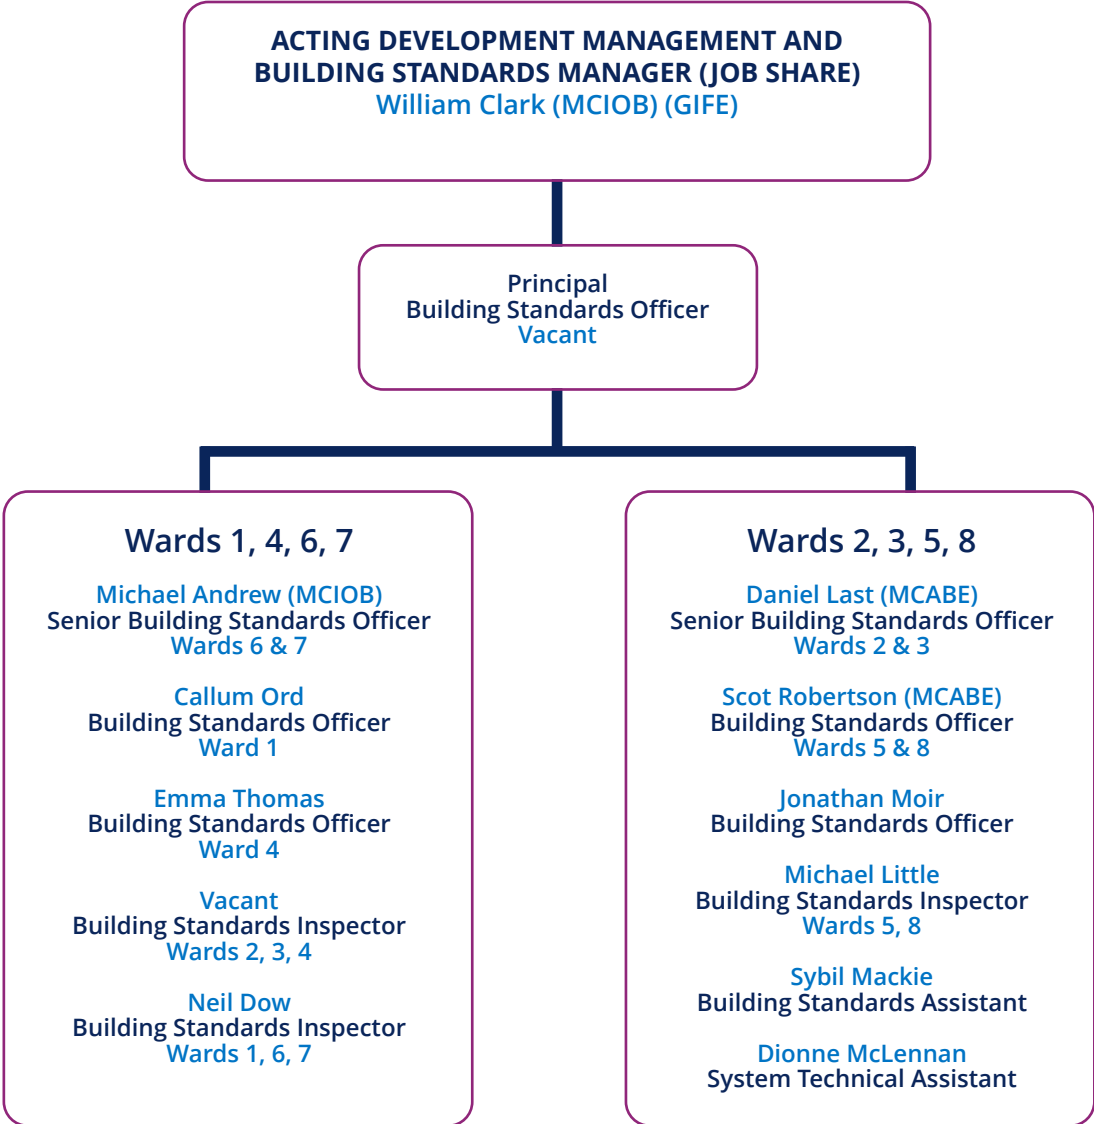 ACTING DEVELOPMENT MANAGEMENT AND
BUILDING STANDARDS MANAGER (JOB SHARE)
William Clark (MCIOB) (GIFE)
Principal
Building Standards Officer
Vacant
Wards 1, 4, 6, 7
Michael Andrew (MCIOB)
Senior Building Standards Officer
Wards 6 & 7
Callum Ord
Building Standards Officer
Ward 1
Emma Thomas
Building Standards Officer
Ward 4
Vacant
Building Standards Inspector
Wards 2, 3, 4
Neil Dow
Building Standards Inspector
Wards 1, 6, 7
Wards 2, 3, 5, 8
Daniel Last (MCABE)
Senior Building Standards Officer
Wards 2 & 3
Scot Robertson (MCABE)
Building Standards Officer
Wards 5 & 8
Jonathan Moir
Building Standards Officer
Michael Little
Building Standards Inspector
Wards 5, 8
Sybil Mackie
Building Standards Assistant
Dionne McLennan
System Technical Assistant